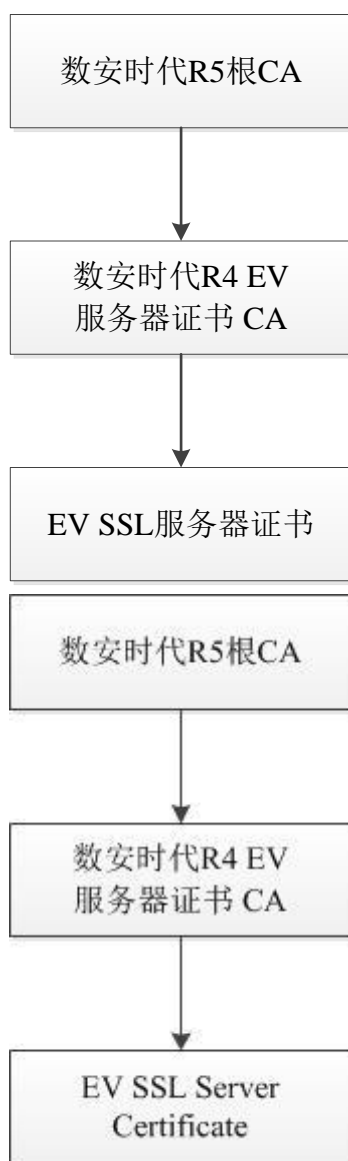 数安时代R5根CA
数安时代R4 EV
服务器证书 CA
EV SSL服务器证书
数安时代R5根CA
数安时代R4 EV
服务器证书 CA
EV SSL Server
Certificate